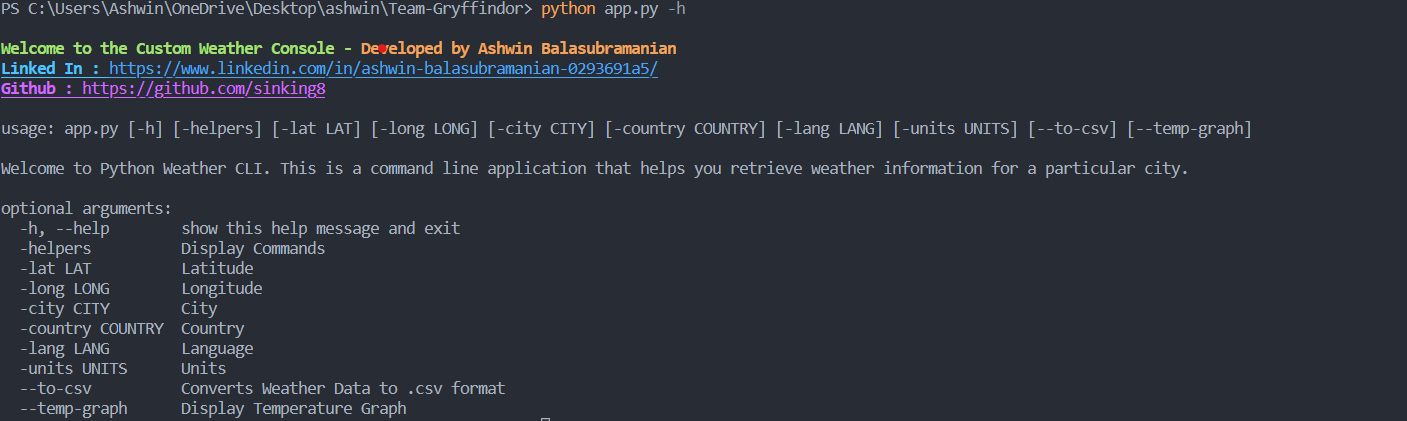 PS C:\Users\Ashwin\OneDrive\Desktop\ashwin\Team-Gryffindor> python app.py -h
Welcome to the Custom Weather Console - Developed by Ashwin Balasubramanian
Linked In : https://www.linkedin.com/in/ashwin-balasubramanian-0293691a5/
Github : https://github.com/sinking8
usage: app.py [-h] [-helpers] [-lat LAT] [-long LONG] [-city CITY] [-country COUNTRY] [-lang LANG] [-units UNITS] [--to-csv] [--temp-graph]
Welcome to Python Weather CLI. This is a command line application that helps you retrieve weather information for a particular city.
optional arguments:
-h, --help show this help message and exit
-helpers Display Commands
-lat LAT Latitude
-long LONG Longitude
-city CITY City
-country COUNTRY Country
-lang LANG Language
-units UNITS Units
--to-csv Converts Weather Data to .csv format
--temp-graph Display Temperature Graph